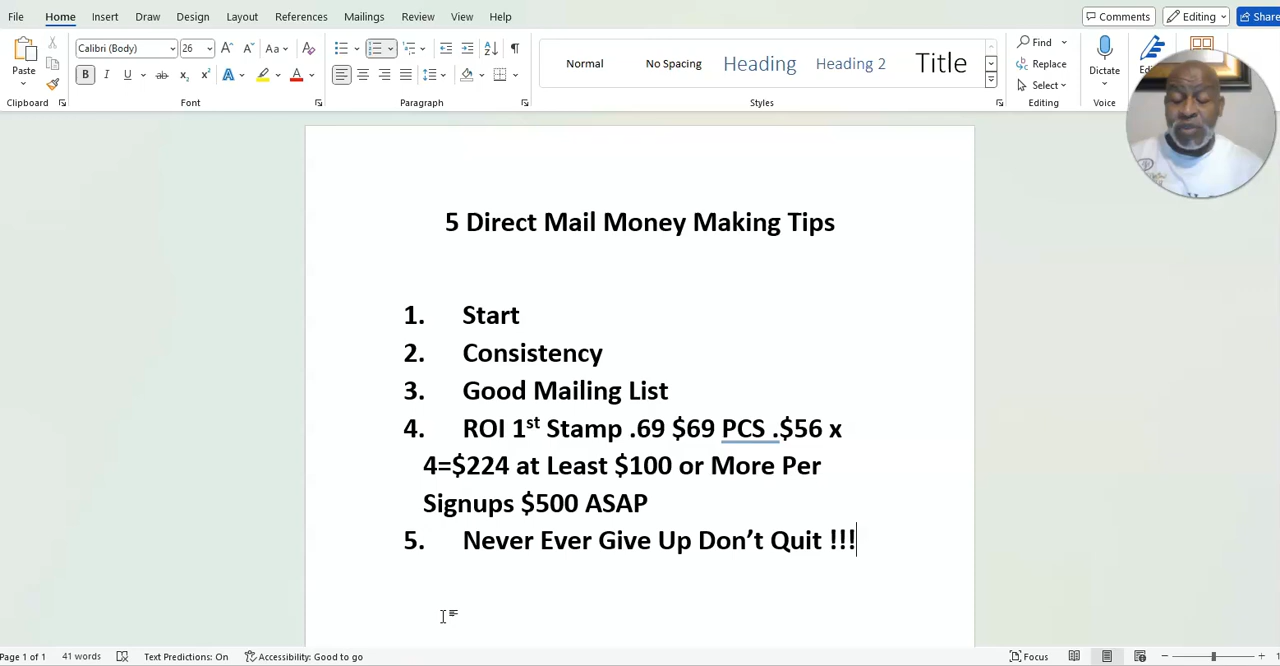 File Home Insert Draw Design Layout References Mailings Review View Help Comments Editing Share
Calibri (Body) 26 Aa Find
Paste Normal No Spacing Heading Heading 2 Title Replace Dictate
B I U ab x₂ x² A A Select
Clipboard Font Paragraph Styles Editing Voice
5 Direct Mail Money Making Tips
1. Start
2. Consistency
3. Good Mailing List
4. ROI 1st Stamp .69 $69 PCS .$56 x
4=$224 at Least $100 or More Per
Signups $500 ASAP
5. Never Ever Give Up Don’t Quit !!!
Page 1 of 1 41 words Text Predictions: On Accessibility: Good to go Focus